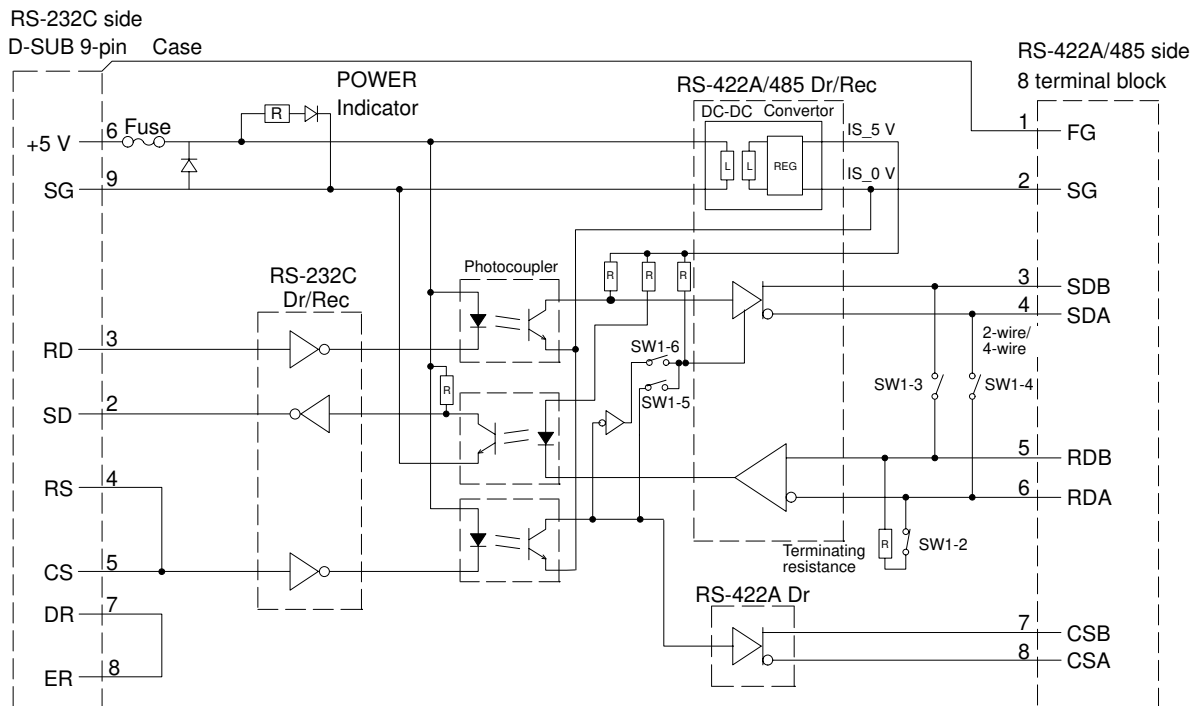 RS-232C side
D-SUB 9-pin Case
RS-422A/485 side
8 terminal block
POWER
Indicator
RS-422A/485 Dr/Rec
DC-DC Convertor
R
Fuse
6
+5 V
IS_5 V
1
FG
L
L
REG
9
SG
IS_0 V
2
SG
RS-232C
Dr/Rec
Photocoupler
R
R
R
3
SDB
4
SDA
2-wire/
4-wire
3
RD
SW1-6
R
SW1-5
SW1-3
SW1-4
2
SD
5
RDB
4
RS
6
RDA
R
SW1-2
Terminating
resistance
5
CS
RS-422A Dr
7
DR
7
CSB
8
CSA
8
ER